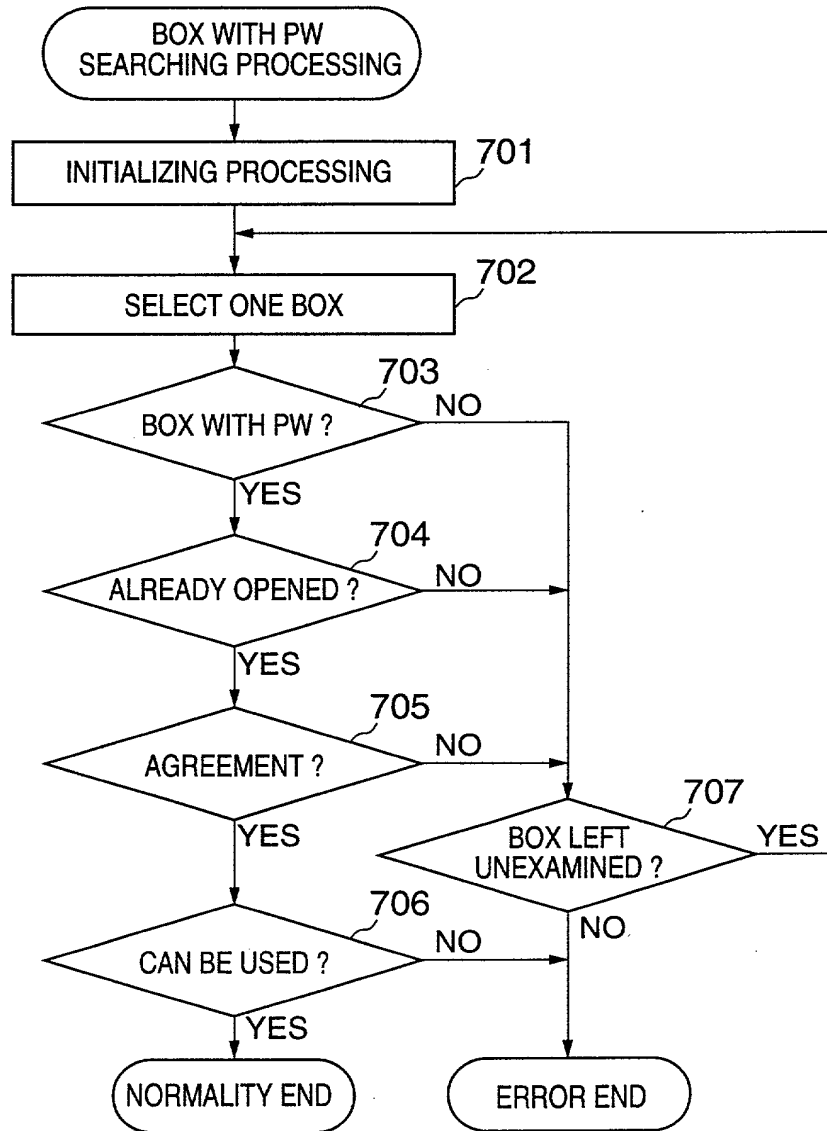 BOX WITH PW
SEARCHING PROCESSING
INITIALIZING PROCESSING
701
SELECT ONE BOX
702
703
BOX WITH PW ?
NO
YES
704
ALREADY OPENED ?
NO
YES
705
AGREEMENT ?
NO
YES
707
BOX LEFT
UNEXAMINED ?
YES
NO
706
CAN BE USED ?
NO
YES
NORMALITY END
ERROR END